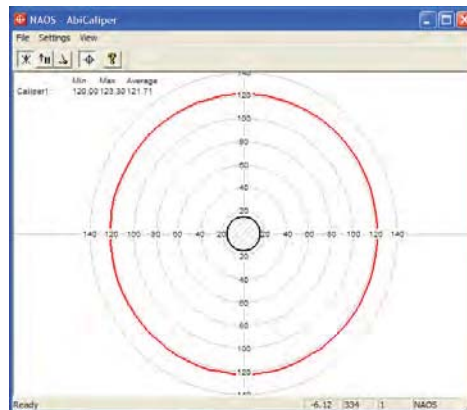 NAOS - AbiCaliper
File Settings View
Min Max Average
Caliper1: 120.00 123.30 121.71
140
120
100
80
60
40
20
140 120 100 80 60 40 20 20 40 60 80 100 120 140
20
40
60
80
100
120
140
Ready -6.12 334 1 NAOS